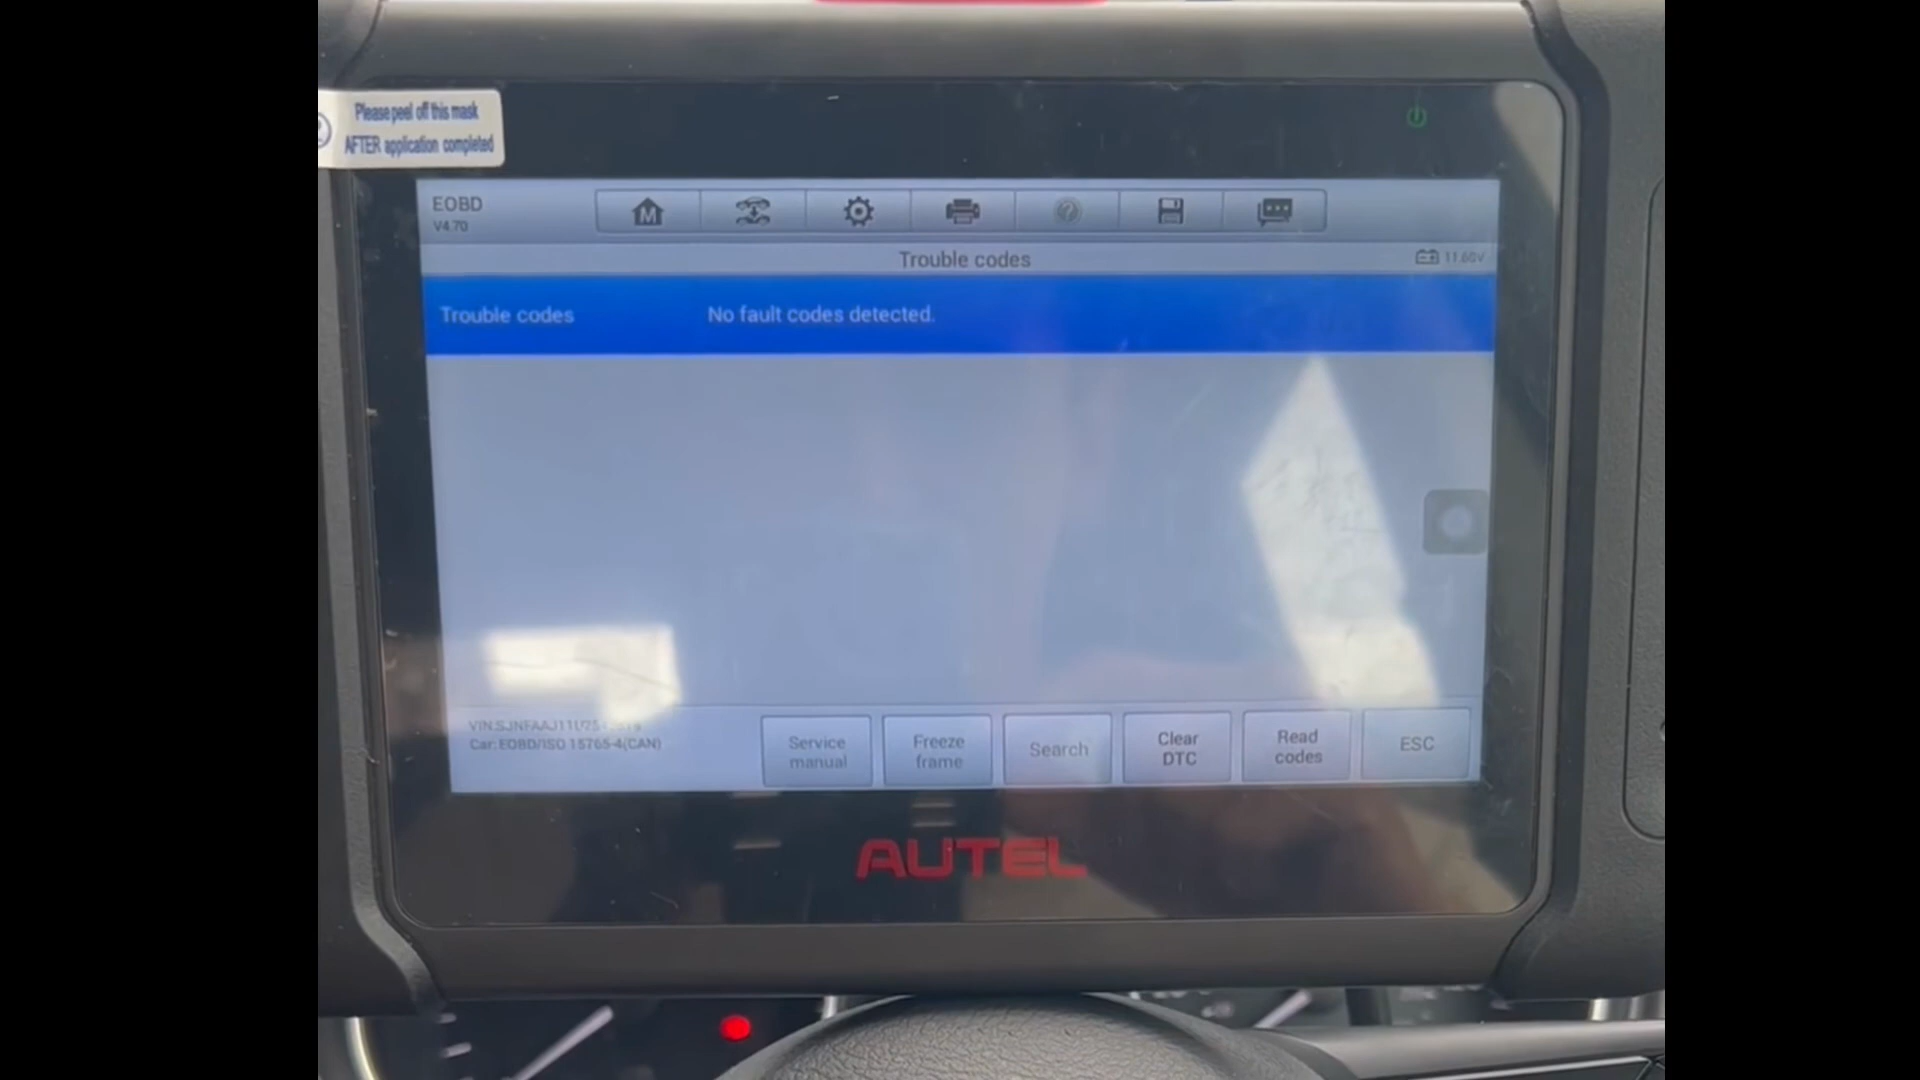 Please peel off this mask
AFTER application completed
EOBD
V4.70
M
?
Trouble codes
11.60V
Trouble codes
No fault codes detected.
Car: EOBD/ISO 15765-4(CAN)
Service manual
Freeze frame
Search
Clear DTC
Read codes
ESC
AUTEL